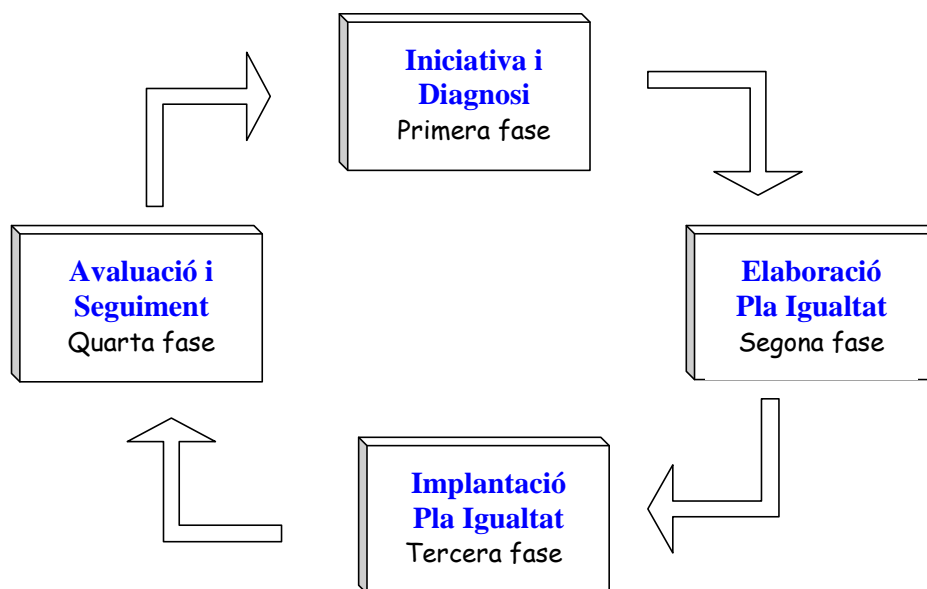 Iniciativa i
Diagnosi
Primera fase
Avaluació i
Seguiment
Quarta fase
Elaboració
Pla Igualtat
Segona fase
Implantació
Pla Igualtat
Tercera fase